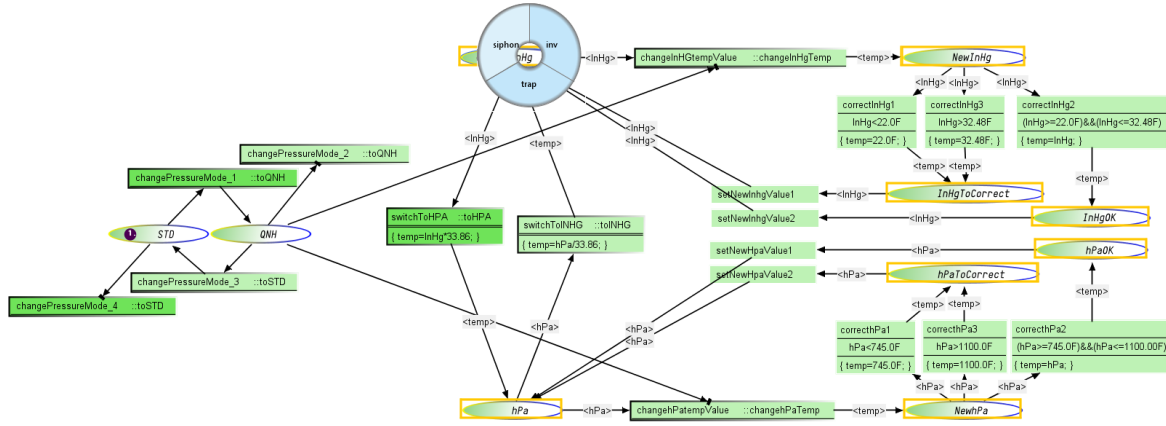 siphon
inv
trap
nHg
<InHg>
changeInHGtempValue ::changeInHgTemp
<temp>
NewInHg
<InHg>
<InHg>
<InHg>
correctInHg1
InHg<22.0F
{ temp=22.0F; }
correctInHg3
InHg>32.48F
{ temp=32.48F; }
correctInHg2
(InHg>=22.0F)&&(InHg<=32.48F)
{ temp=InHg; }
<InHg>
<temp>
<InHg>
<InHg>
<temp>
<temp>
<temp>
changePressureMode_2 ::toQNH
changePressureMode_1 ::toQNH
setNewInhgValue1
<InHg>
InHgToCorrect
switchToHPA ::toHPA
{ temp=InHg*33.86; }
switchToINHG ::toINHG
{ temp=hPa/33.86; }
setNewInhgValue2
<InHg>
InHgOK
1
STD
QNH
setNewHpaValue1
<hPa>
hPaOK
setNewHpaValue2
<hPa>
hPaToCorrect
changePressureMode_3 ::toSTD
changePressureMode_4 ::toSTD
<temp>
<hPa>
<hPa>
<hPa>
<temp>
<temp>
<temp>
correcthPa1
hPa<745.0F
{ temp=745.0F; }
correcthPa3
hPa>1100.0F
{ temp=1100.0F; }
correcthPa2
(hPa>=745.0F)&&(hPa<=1100.00F)
{ temp=hPa; }
<hPa>
<hPa>
<hPa>
hPa
<hPa>
changehPatempValue ::changehPaTemp
<temp>
NewhPa